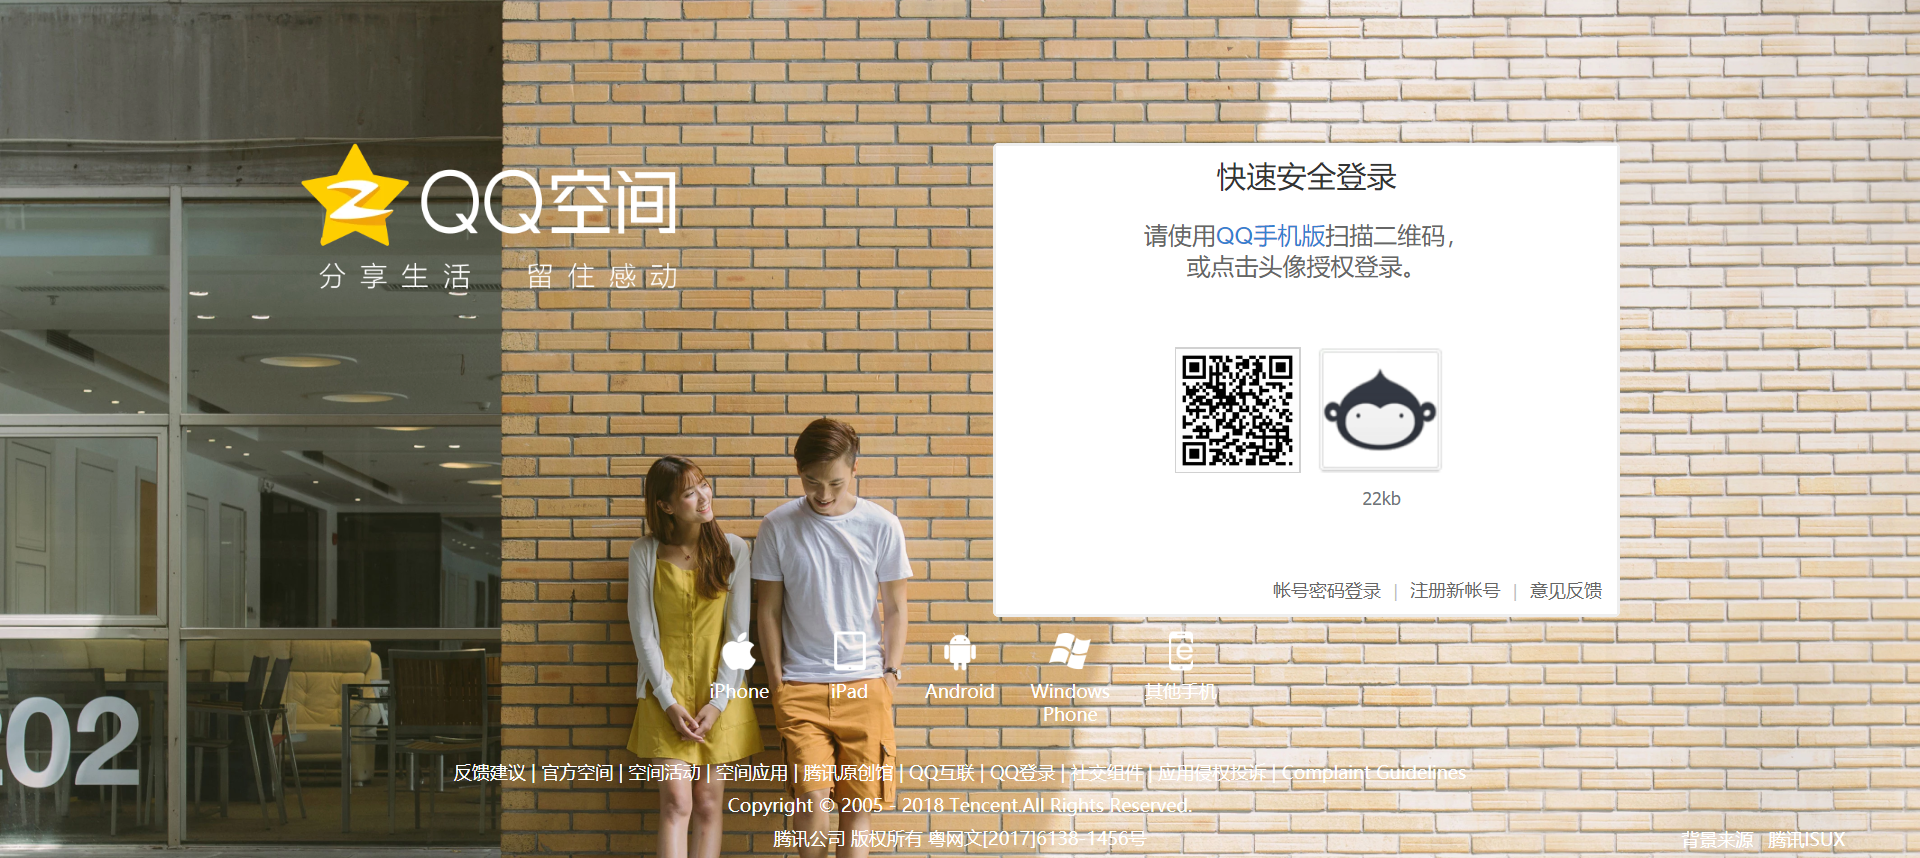 QQ空间
分享生活 留住感动
快速安全登录
请使用QQ手机版扫描二维码，
或点击头像授权登录。
22kb
帐号密码登录 | 注册新帐号 | 意见反馈
iPhone
iPad
Android
Windows Phone
其他手机
202
反馈建议 | 官方空间 | 空间活动 | 空间应用 | 腾讯原创馆 | QQ互联 | QQ登录 | 社交组件 | 应用侵权投诉 | Complaint Guidelines
Copyright © 2005 - 2018 Tencent.All Rights Reserved.
腾讯公司 版权所有 粤网文[2017]6138-1456号
背景来源 腾讯ISUX